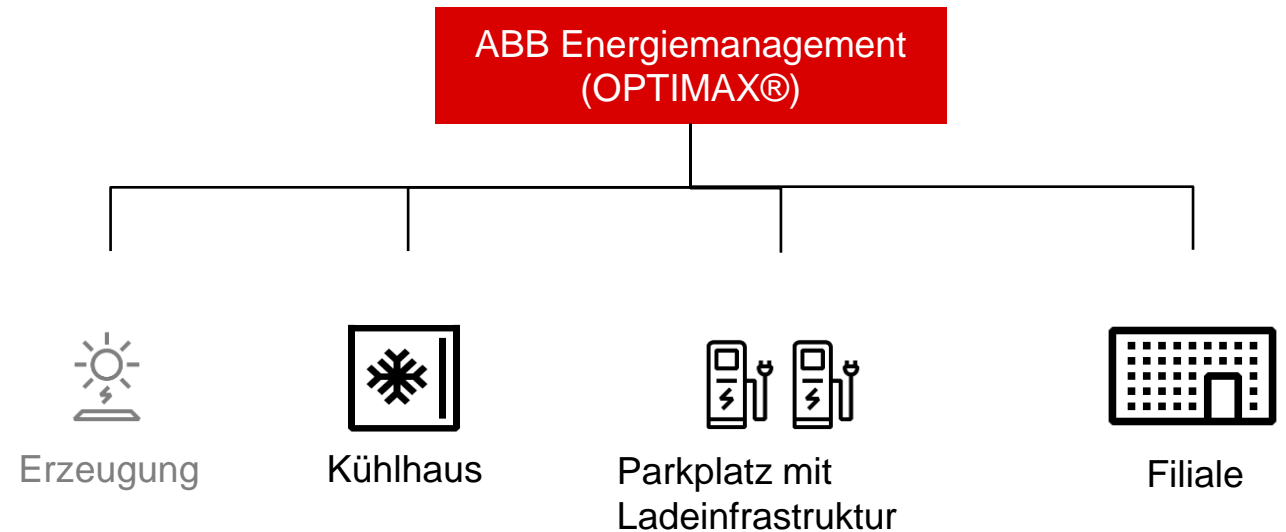 ABB Energiemanagement
(OPTIMAX®)
Erzeugung
Kühlhaus
Parkplatz mit
Ladeinfrastruktur
Filiale